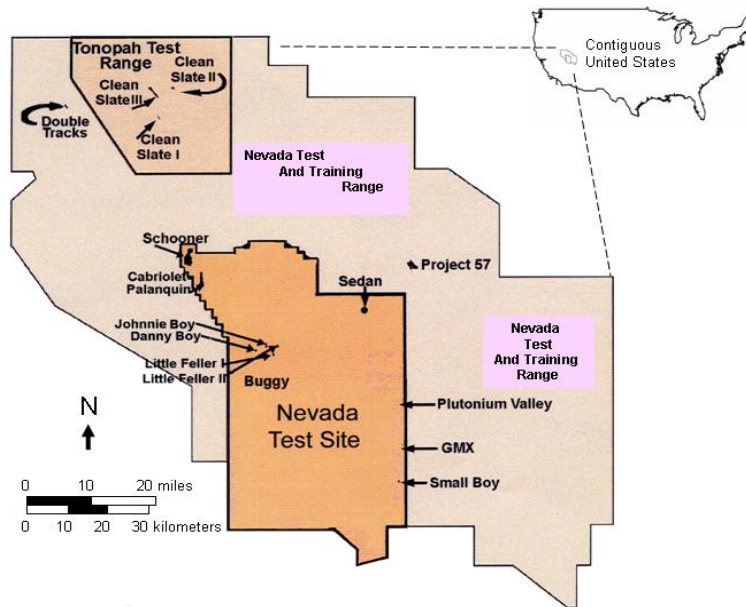 Tonopah Test
Range
Clean
Slate II
Clean
Slate III
Clean
Slate I
Double
Tracks
Contiguous
United States
Nevada Test
And Training
Range
Schooner
Cabriolet
Palanquin
Project 57
Sedan
Johnnie Boy
Danny Boy
Little Feller I
Little Feller II
Buggy
Nevada
Test
And Training
Range
Nevada
Test Site
Plutonium Valley
GMX
Small Boy
N
0 10 20 miles
0 10 20 30 kilometers